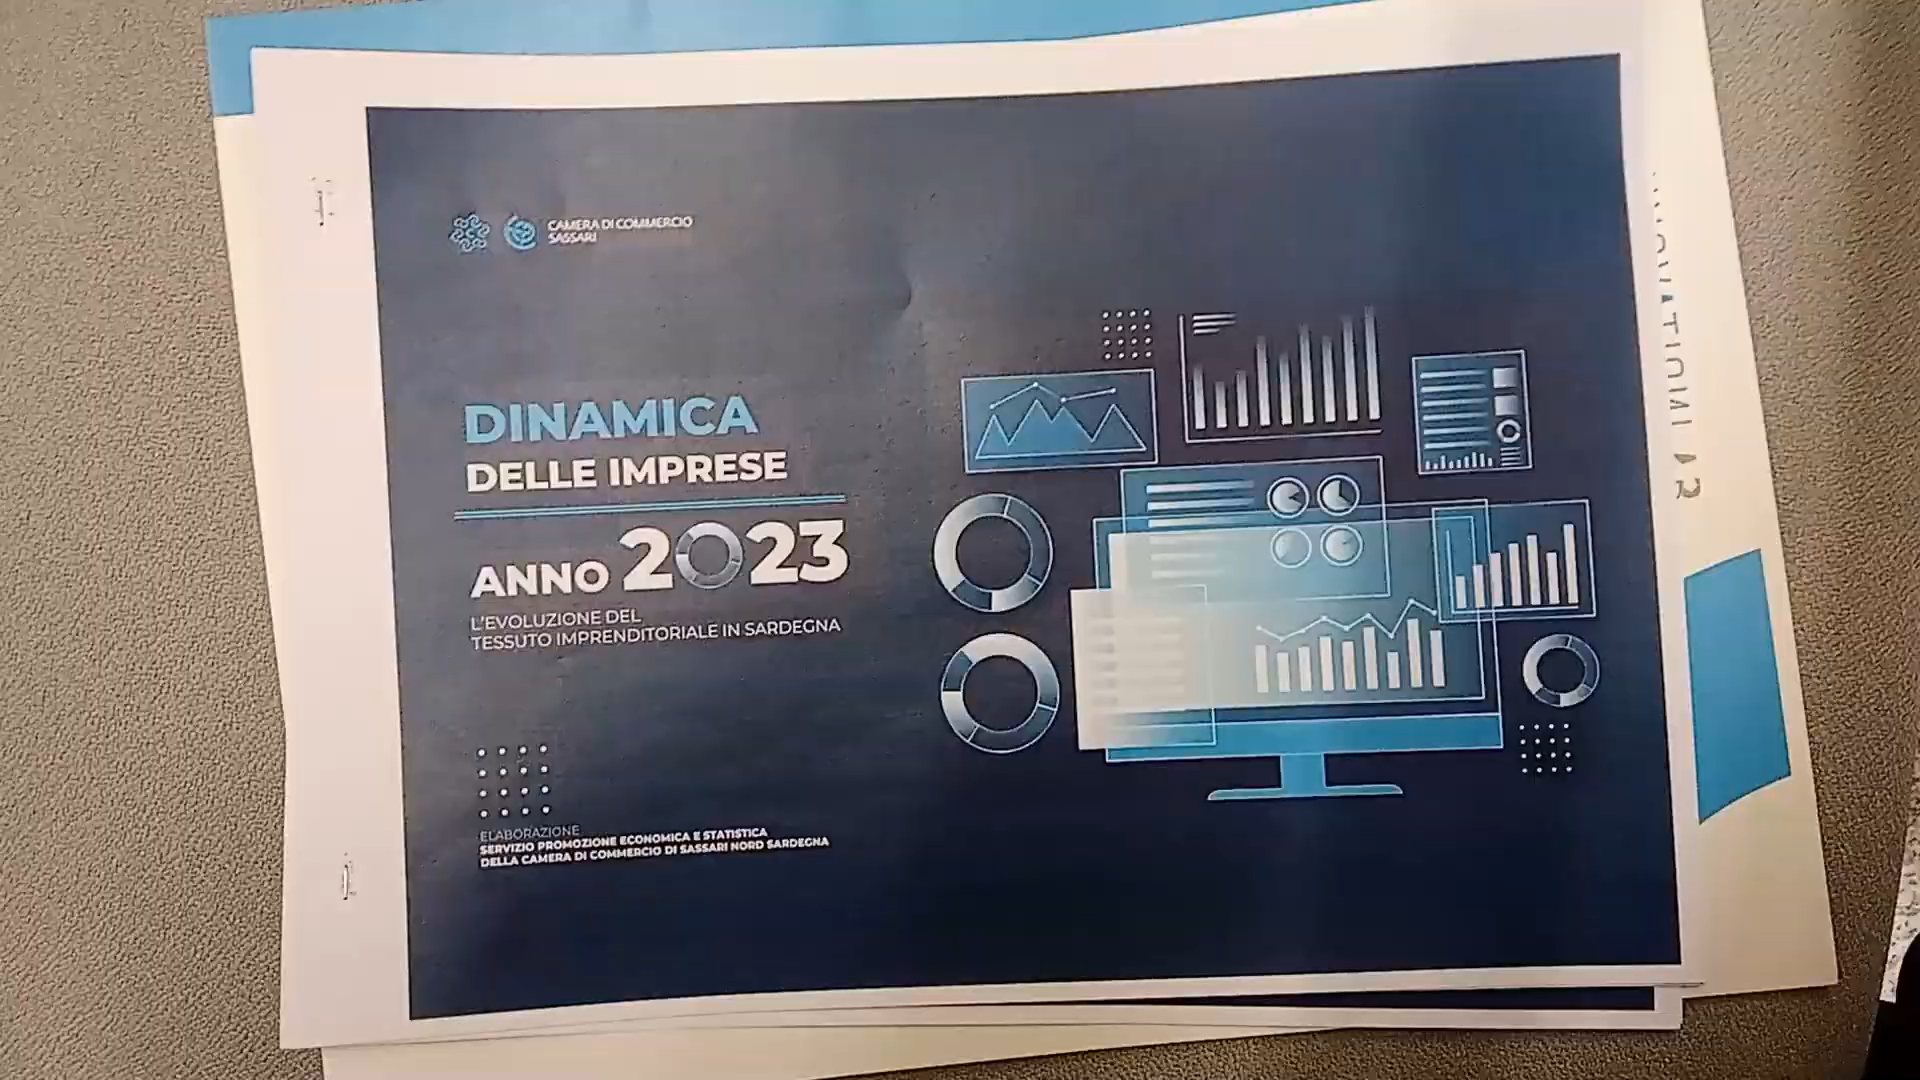 CAMERA DI COMMERCIO
SASSARI
DINAMICA
DELLE IMPRESE
ANNO 2023
L'EVOLUZIONE DEL
TESSUTO IMPRENDITORIALE IN SARDEGNA
ELABORAZIONE
SERVIZIO PROMOZIONE ECONOMICA E STATISTICA
DELLA CAMERA DI COMMERCIO DI SASSARI NORD SARDEGNA